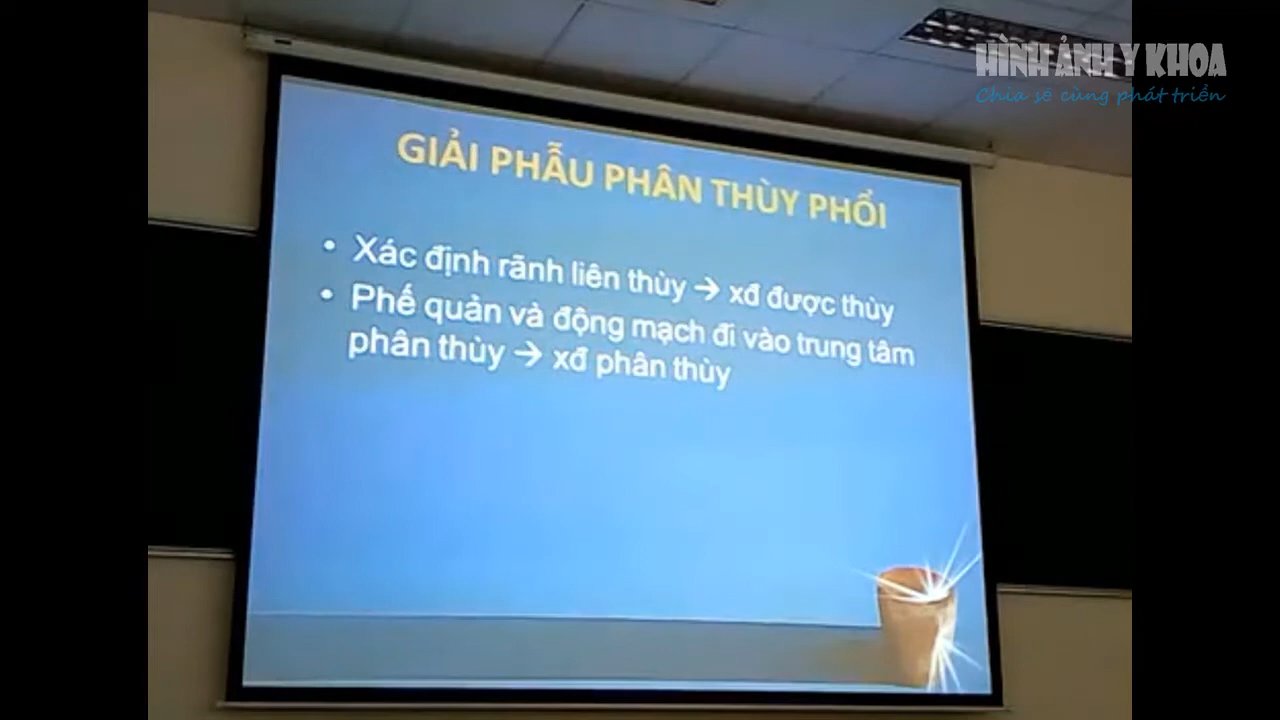 HÌNH ẢNH Y KHOA
Chia sẽ cùng phát triển
GIẢI PHẪU PHÂN THÙY PHỔI
• Xác định rãnh liên thùy → xđ được thùy
• Phế quản và động mạch đi vào trung tâm
phân thùy → xđ phân thùy